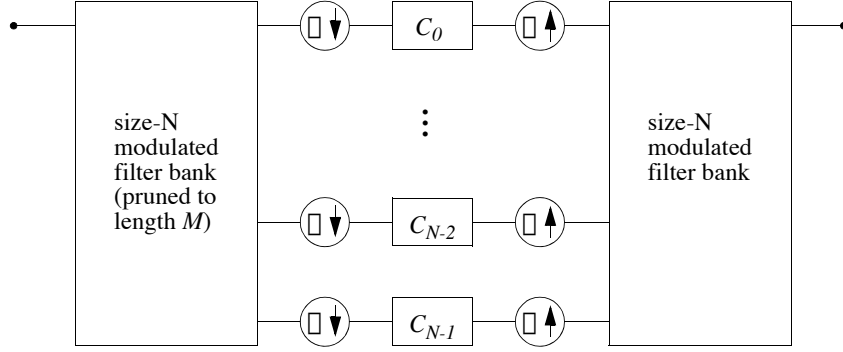 C0
size-N
modulated
filter bank
(pruned to
length M)
size-N
modulated
filter bank
CN-2
CN-1